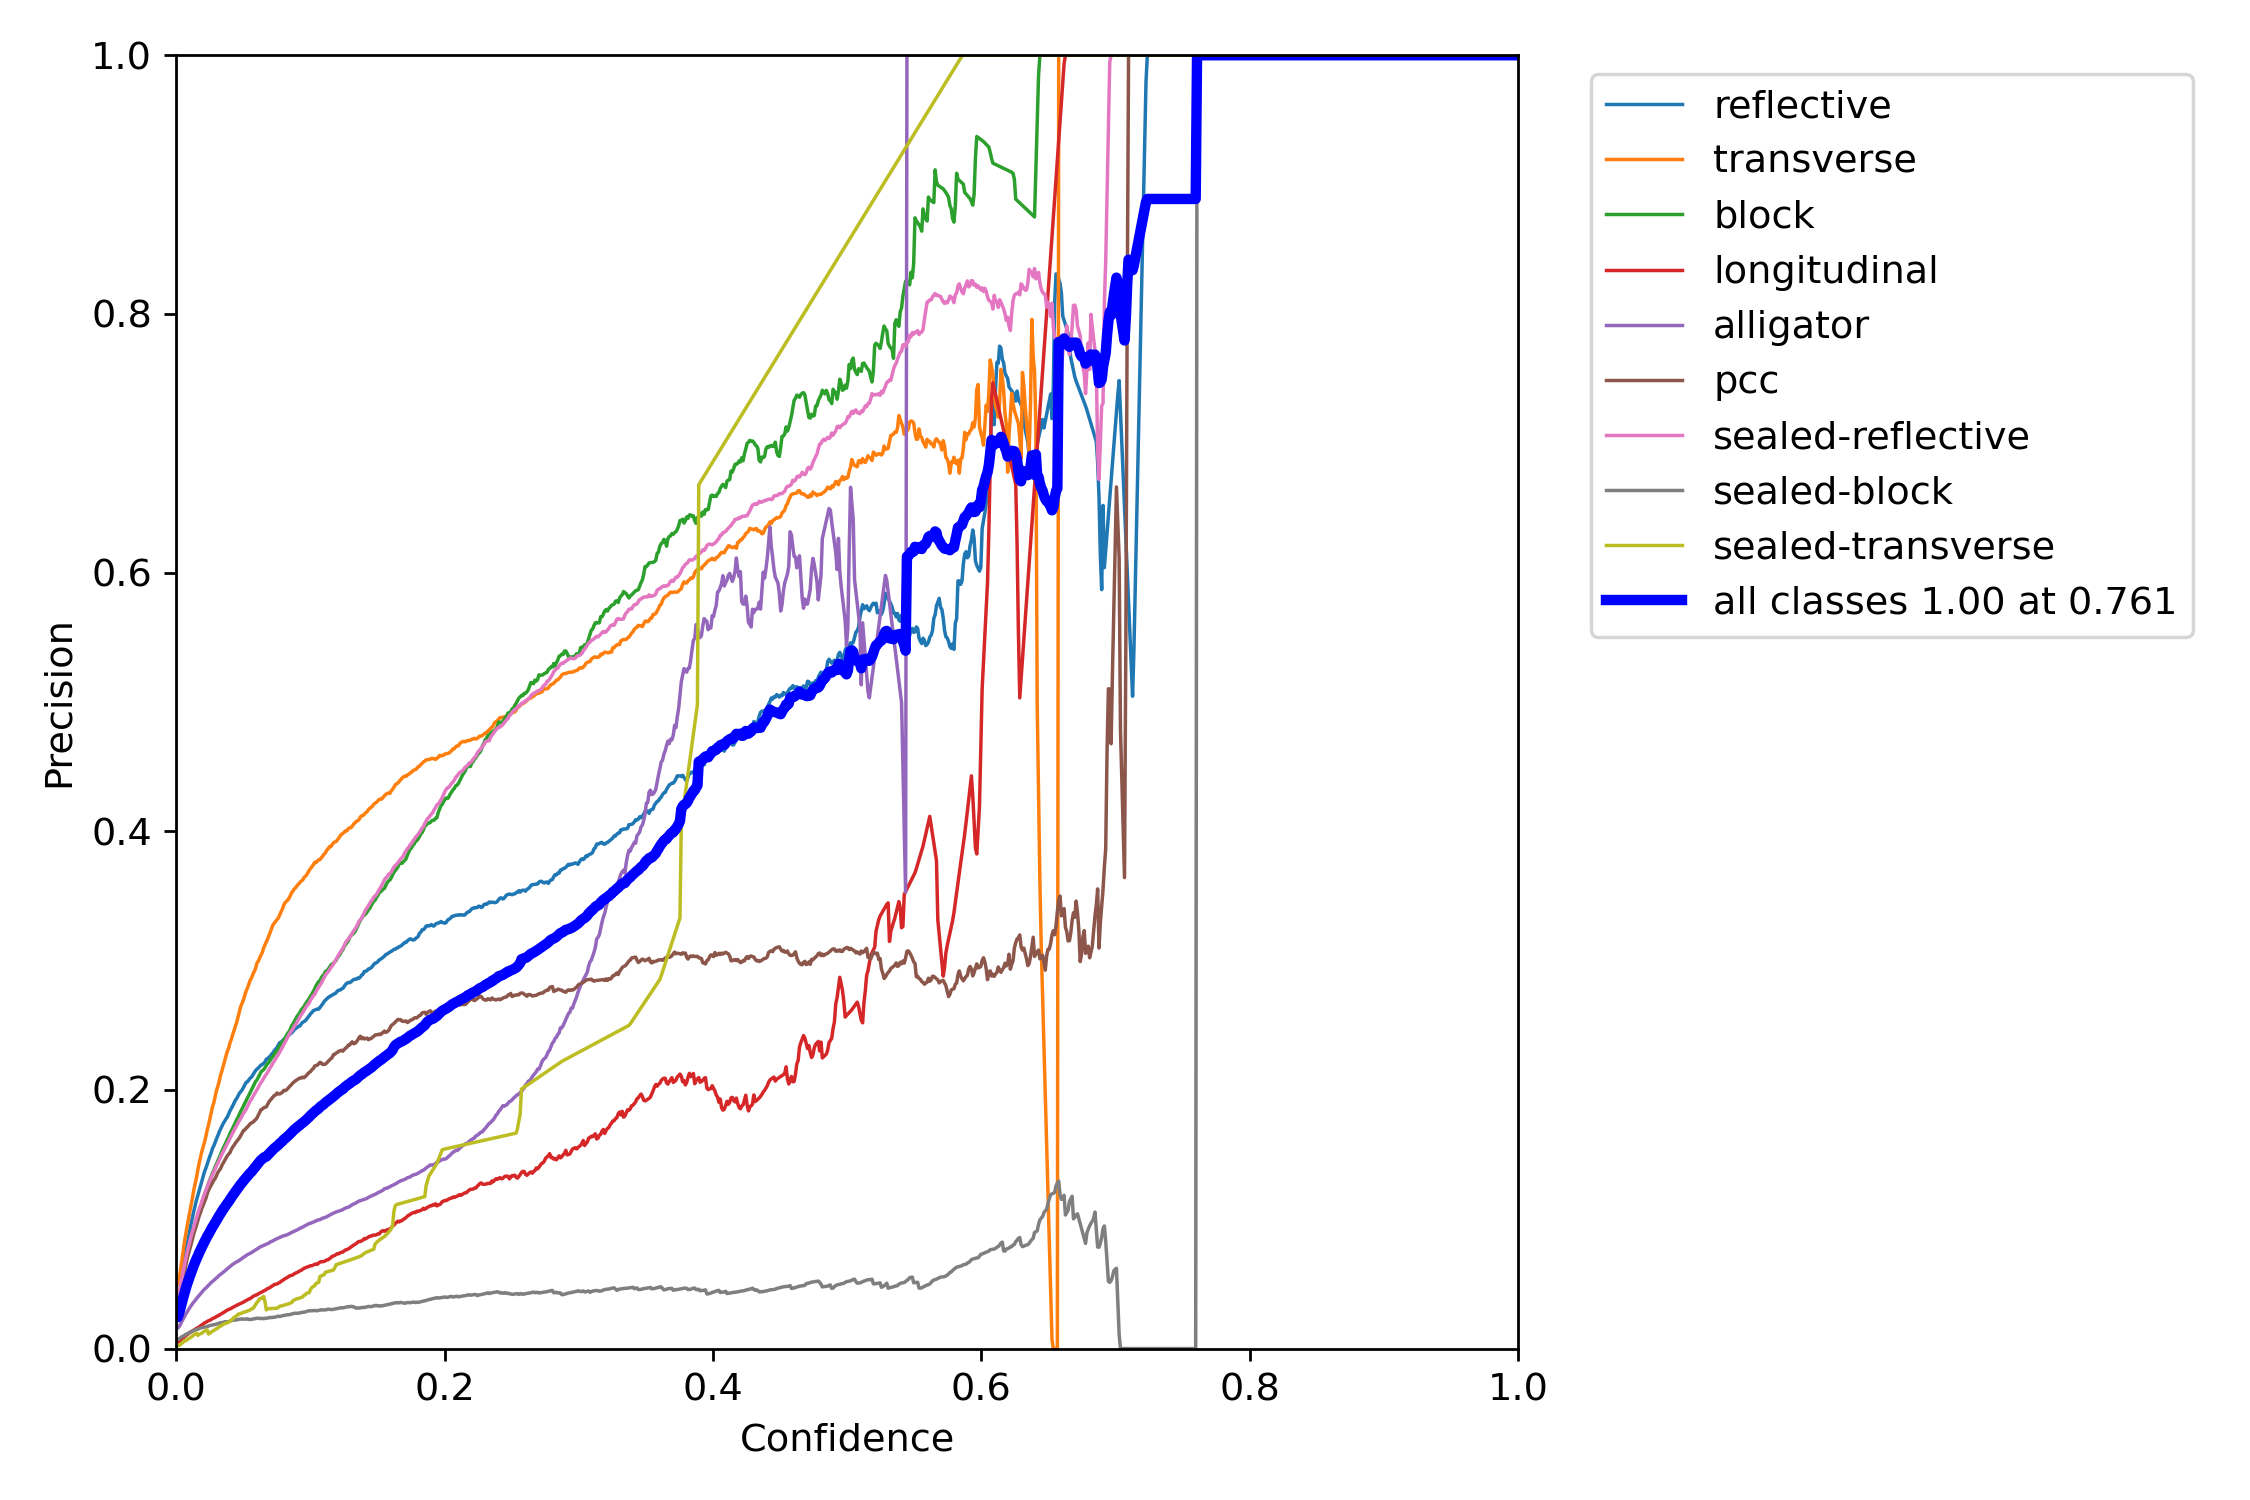 1.0
0.8
0.6
0.4
0.2
0.0
Precision
0.0 0.2 0.4 0.6 0.8 1.0
Confidence
reflective
transverse
block
longitudinal
alligator
pcc
sealed-reflective
sealed-block
sealed-transverse
all classes 1.00 at 0.761